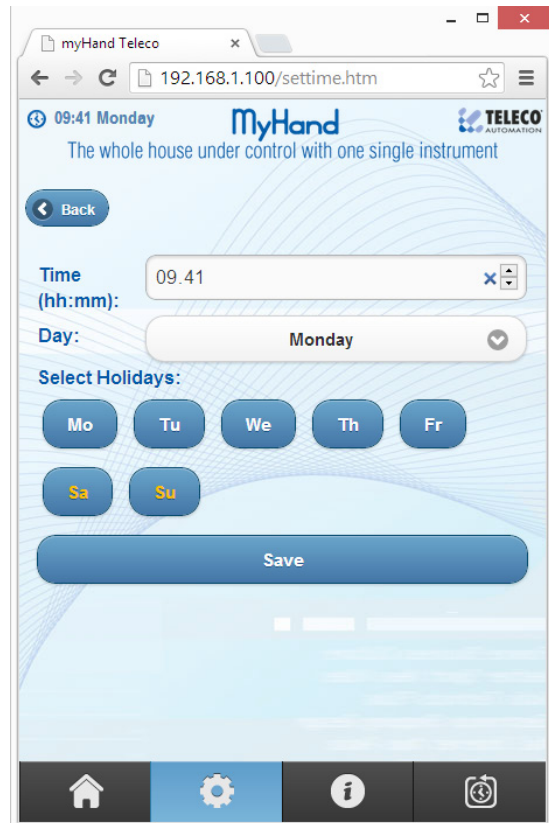 myHand Teleco
192.168.1.100/settime.htm
09:41 Monday
MyHand
TELECO
AUTOMATION
The whole house under control with one single instrument
Back
Time
(hh:mm):
09.41
Day:
Monday
Select Holidays:
Mo Tu We Th Fr
Sa Su
Save